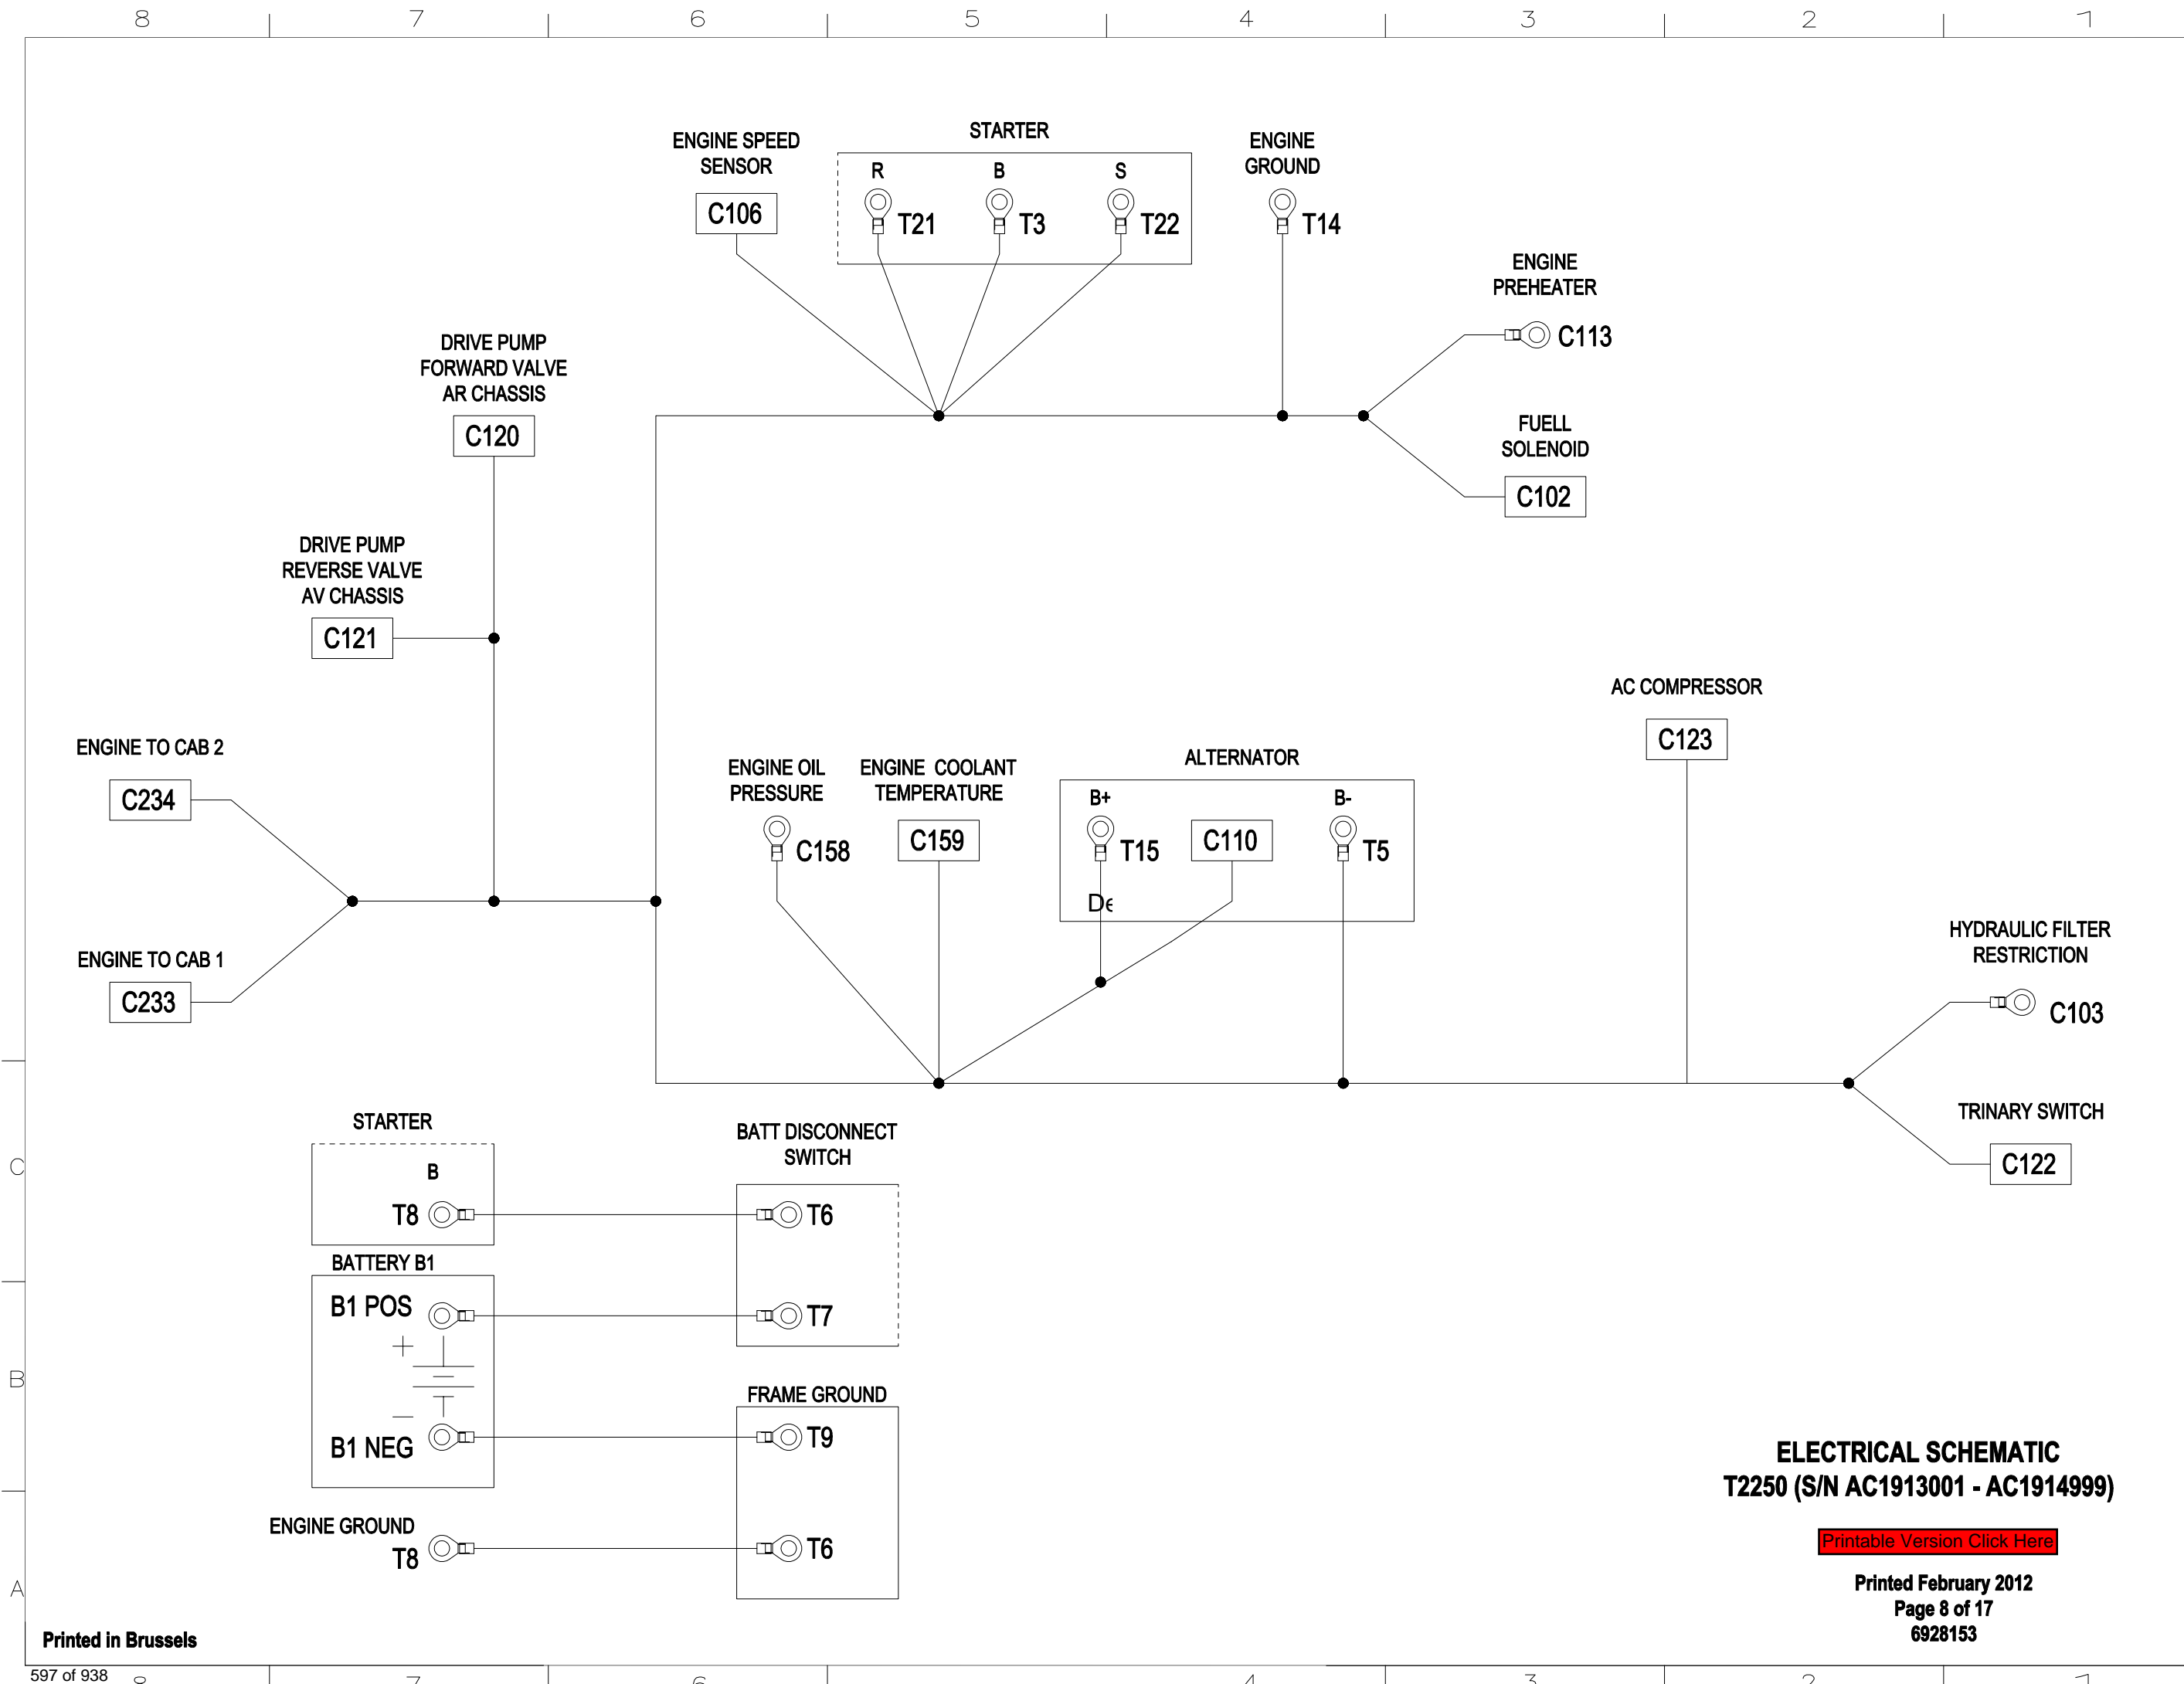 8 7 6 5 4 3 2 1
STARTER
ENGINE SPEED
SENSOR
C106
R B S
T21 T3 T22
ENGINE
GROUND
T14
ENGINE
PREHEATER
C113
DRIVE PUMP
FORWARD VALVE
AR CHASSIS
C120
FUELL
SOLENOID
C102
DRIVE PUMP
REVERSE VALVE
AV CHASSIS
C121
AC COMPRESSOR
C123
ENGINE TO CAB 2
C234
ENGINE OIL
PRESSURE
C158
ENGINE COOLANT
TEMPERATURE
C159
ALTERNATOR
B+ B-
T15 C110 T5
ENGINE TO CAB 1
C233
HYDRAULIC FILTER
RESTRICTION
C103
TRINARY SWITCH
C122
STARTER
B
T8
BATT DISCONNECT
SWITCH
T6
T7
BATTERY B1
B1 POS
+
−
B1 NEG
FRAME GROUND
T9
T6
ENGINE GROUND
T8
C
B
A
ELECTRICAL SCHEMATIC
T2250 (S/N AC1913001 - AC1914999)
Printable Version Click Here
Printed February 2012
Page 8 of 17
6928153
Printed in Brussels
597 of 938